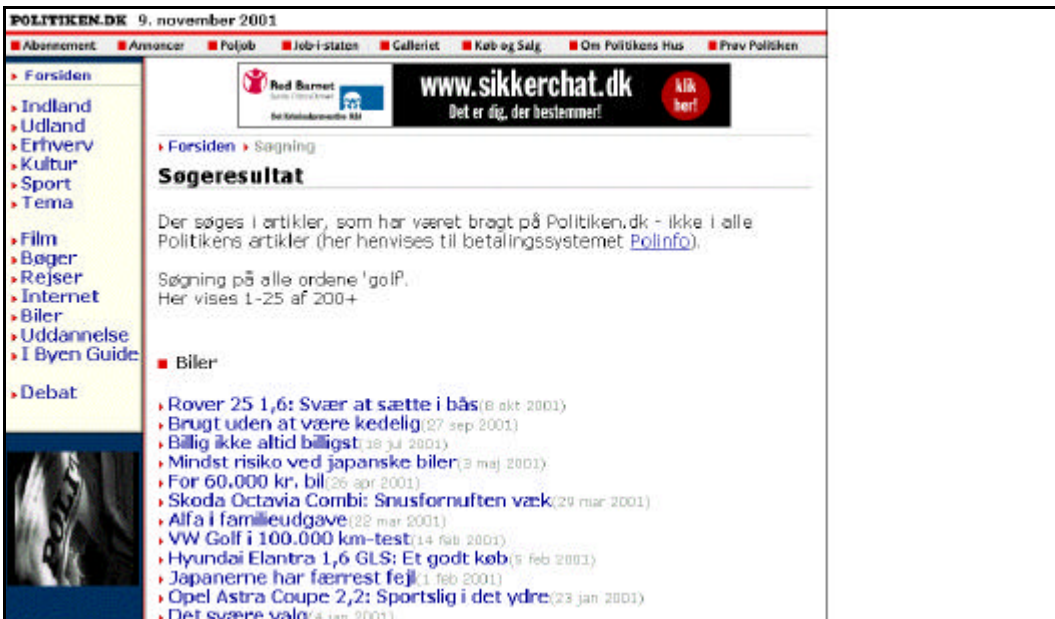 POLITIKEN.DK 9. november 2001
Abonnement Annoncer Poljob Job-i-staten Galleriet Køb og Salg Om Politikens Hus Prøv Politiken
Forsiden
Indland
Udland
Erhverv
Kultur
Sport
Tema
Film
Bøger
Rejser
Internet
Biler
Uddannelse
I Byen Guide
Debat
Red Barnet
Det Kriminalpræventive Råd
www.sikkerchat.dk
Det er dig, der bestemmer!
klik her!
Forsiden Søgning
Søgeresultat
Der søges i artikler, som har været bragt på Politiken.dk - ikke i alle
Politikens artikler (her henvises til betalingssystemet Polinfo).
Søgning på alle ordene 'golf'.
Her vises 1-25 af 200+
Biler
Rover 25 1,6: Svær at sætte i bås(8 okt 2001)
Brugt uden at være kedelig(27 sep 2001)
Billig ikke altid billigst(18 jul 2001)
Mindst risiko ved japanske biler(3 maj 2001)
For 60.000 kr. bil(26 apr 2001)
Skoda Octavia Combi: Snusfornuften væk(29 mar 2001)
Alfa i familieudgave(22 mar 2001)
VW Golf i 100.000 km-test(14 feb 2001)
Hyundai Elantra 1,6 GLS: Et godt køb(5 feb 2001)
Japanerne har færrest fejl(1 feb 2001)
Opel Astra Coupe 2,2: Sportslig i det ydre(23 jan 2001)
Det svære valg(4 jan 2001)